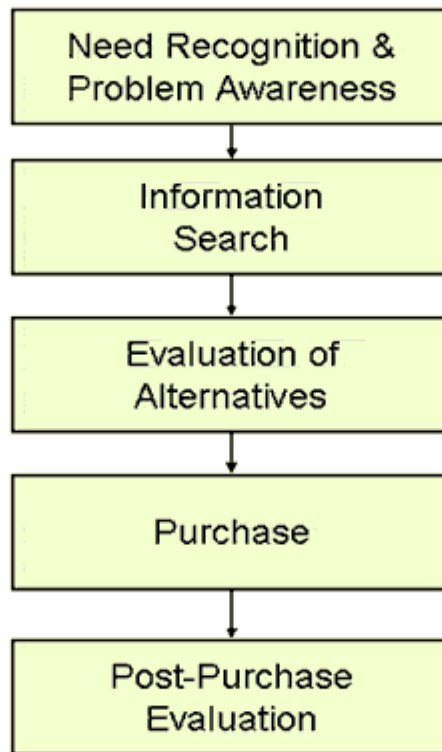 Need Recognition &
Problem Awareness
Information
Search
Evaluation of
Alternatives
Purchase
Post-Purchase
Evaluation